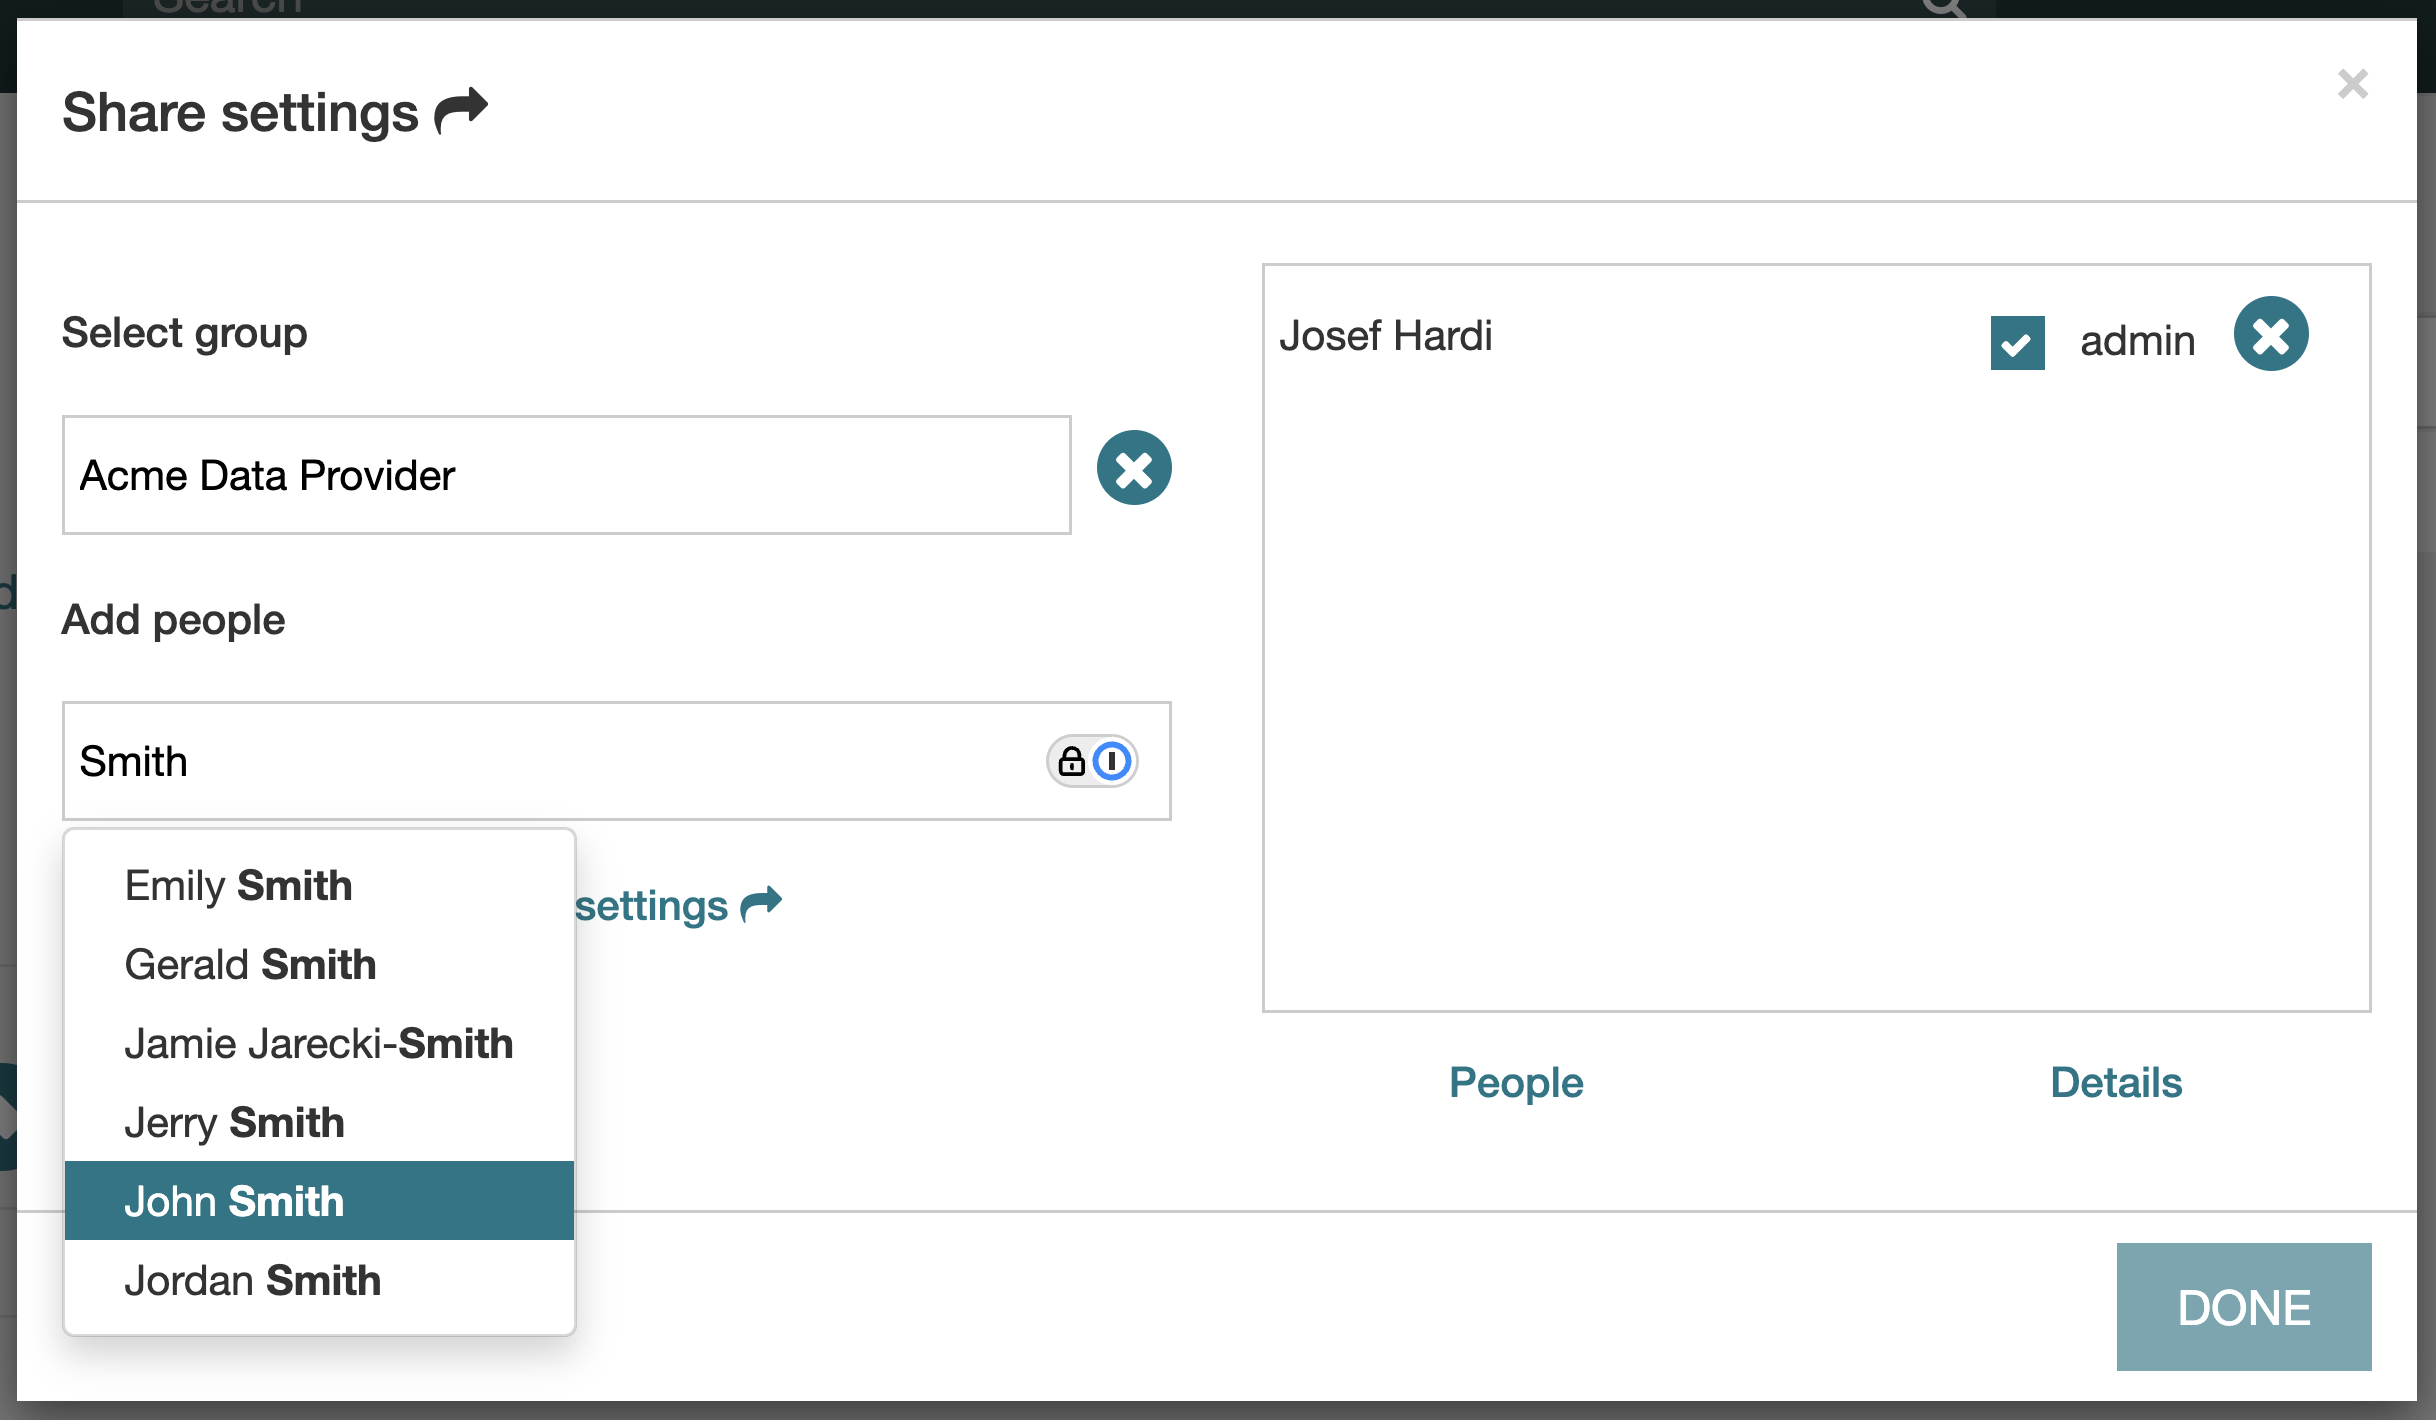 Search
Share settings
Select group
Acme Data Provider
Add people
Smith
Emily Smith
Gerald Smith
Jamie Jarecki-Smith
Jerry Smith
John Smith
Jordan Smith
settings
Josef Hardi
admin
People
Details
DONE